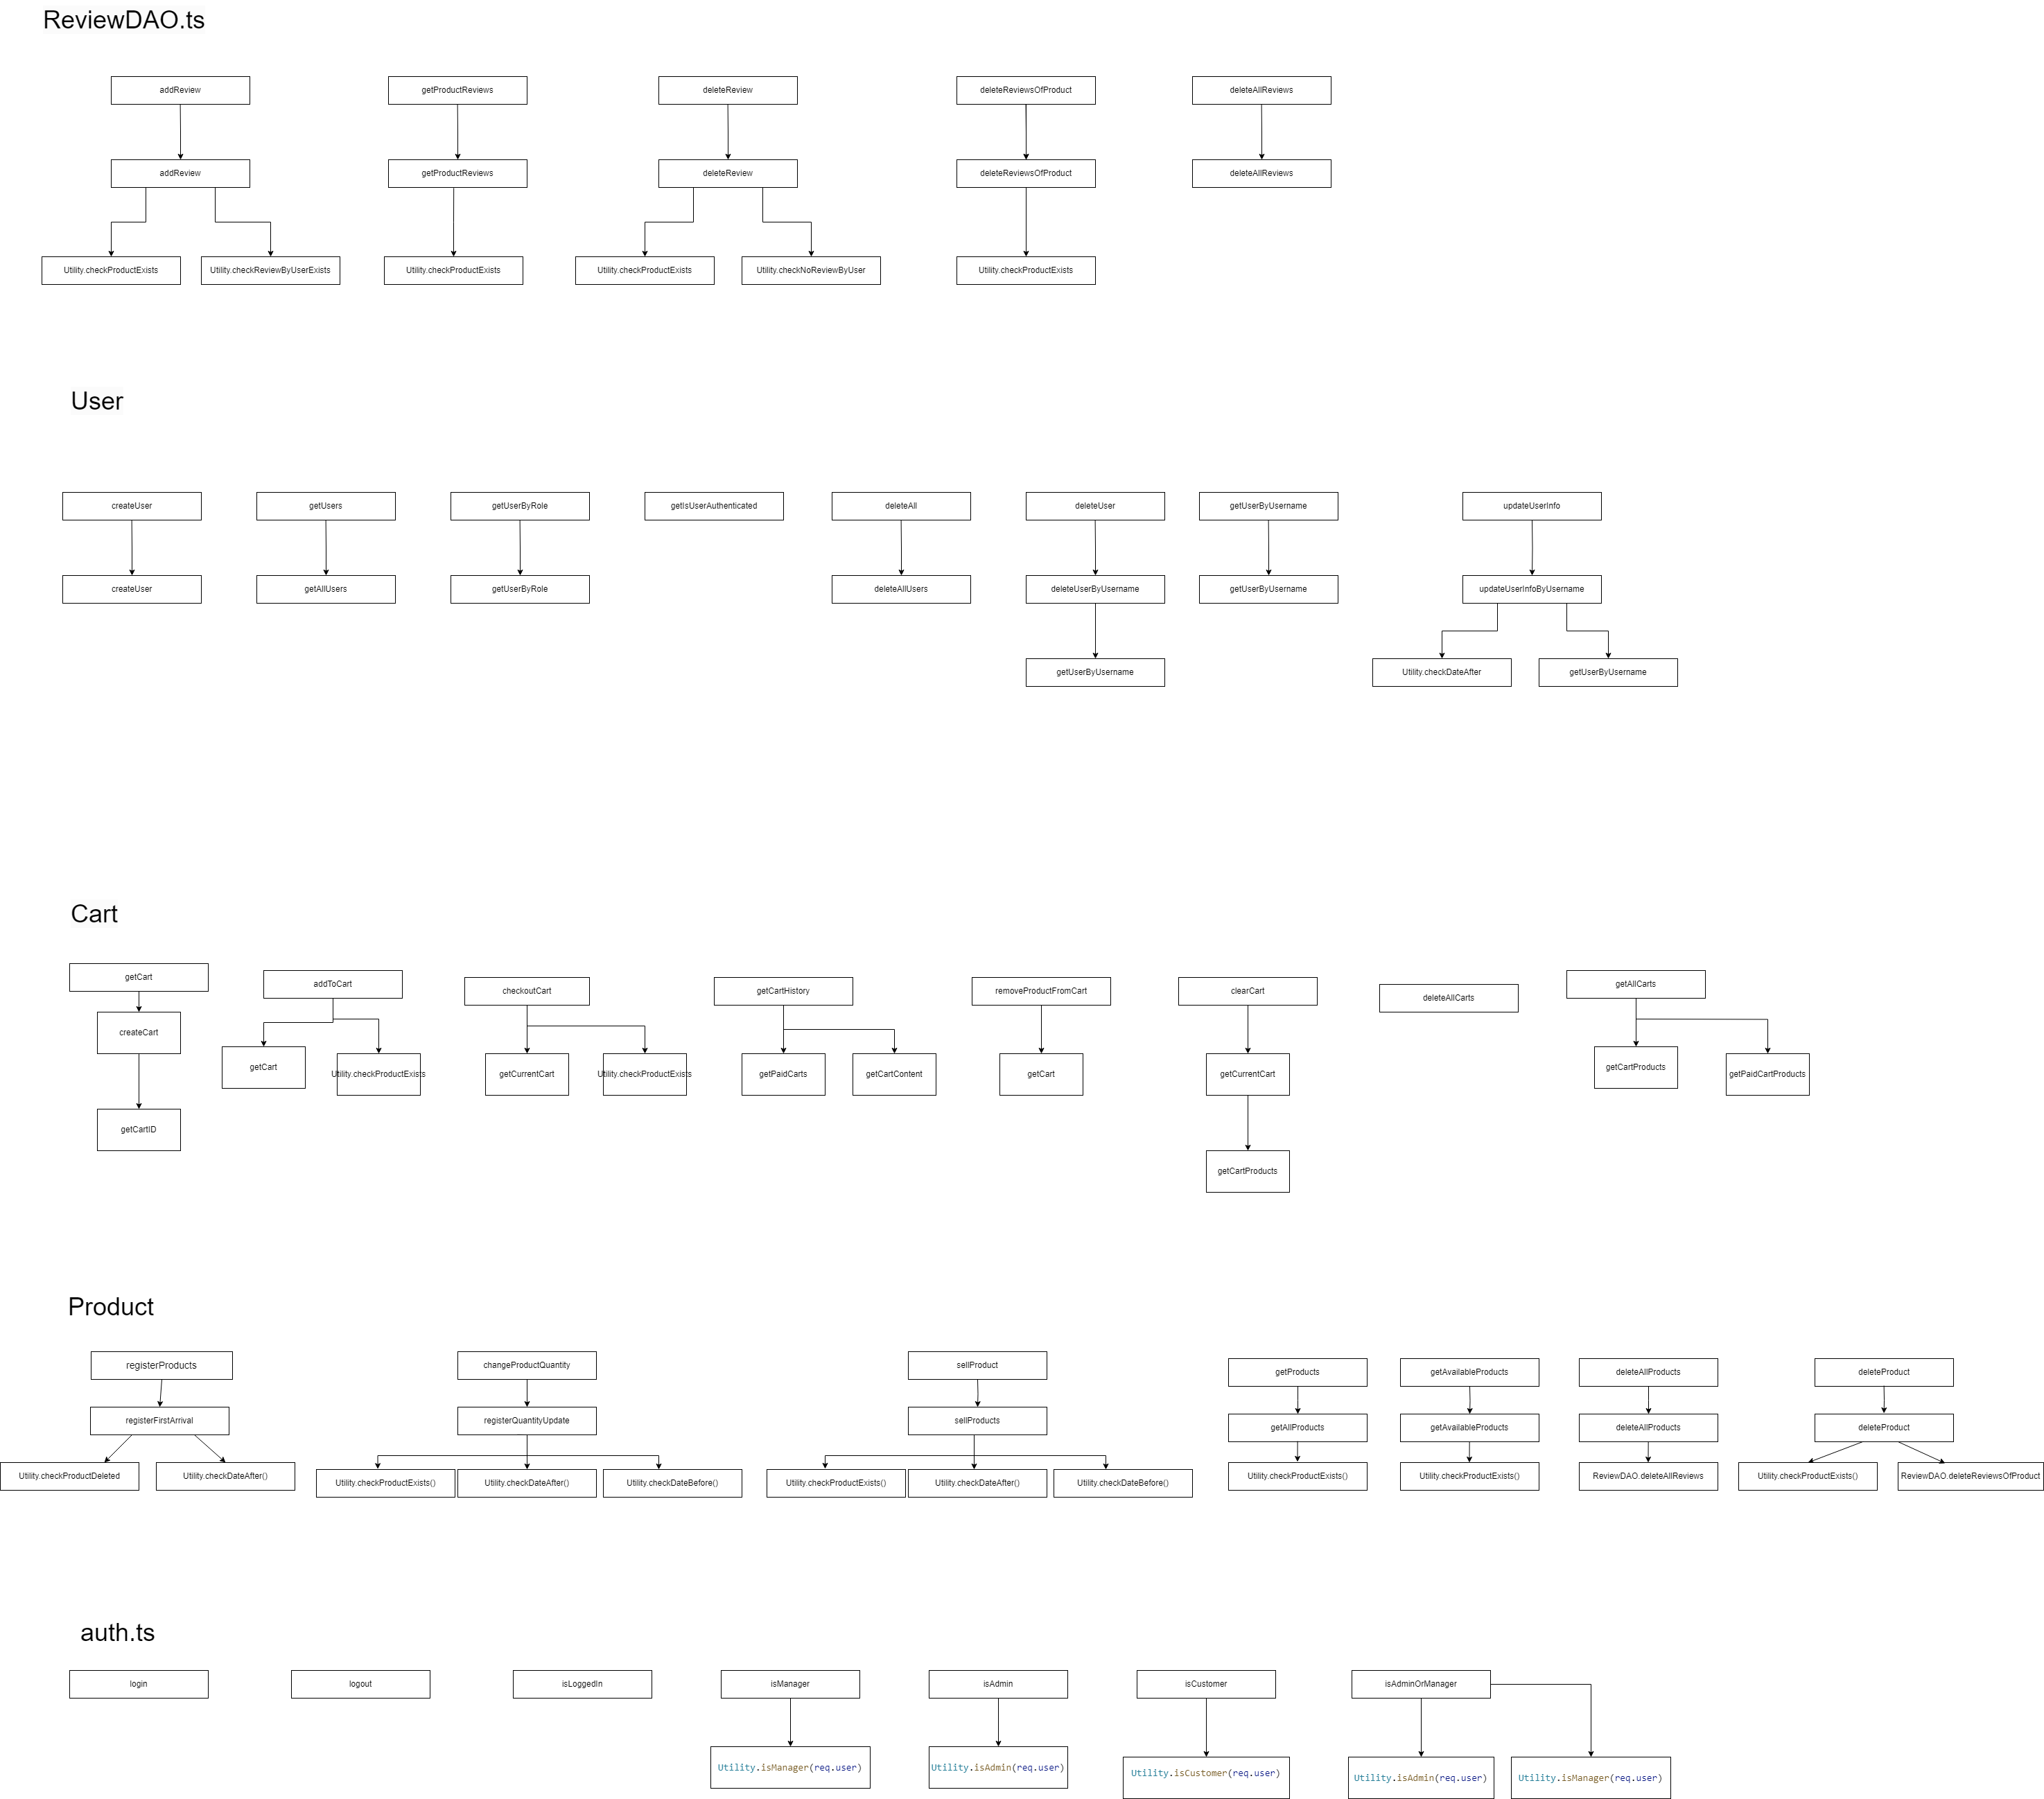 ReviewDAO.ts
addReview
getProductReviews
deleteReview
deleteReviewsOfProduct
deleteAllReviews
addReview
getProductReviews
deleteReview
deleteReviewsOfProduct
deleteAllReviews
Utility.checkProductExists
Utility.checkReviewByUserExists
Utility.checkProductExists
Utility.checkProductExists
Utility.checkNoReviewByUser
Utility.checkProductExists
User
createUser
getUsers
getUserByRole
getIsUserAuthenticated
deleteAll
deleteUser
getUserByUsername
updateUserInfo
createUser
getAllUsers
getUserByRole
deleteAllUsers
deleteUserByUsername
getUserByUsername
updateUserInfoByUsername
getUserByUsername
Utility.checkDateAfter
getUserByUsername
Cart
getCart
addToCart
checkoutCart
getCartHistory
removeProductFromCart
clearCart
deleteAllCarts
getAllCarts
createCart
getCart
Utility.checkProductExists
getCurrentCart
Utility.checkProductExists
getPaidCarts
getCartContent
getCart
getCurrentCart
getCartProducts
getPaidCartProducts
getCartID
getCartProducts
Product
registerProducts
changeProductQuantity
sellProduct
getProducts
getAvailableProducts
deleteAllProducts
deleteProduct
registerFirstArrival
registerQuantityUpdate
sellProducts
getAllProducts
getAvailableProducts
deleteAllProducts
deleteProduct
Utility.checkProductDeleted
Utility.checkDateAfter()
Utility.checkProductExists()
Utility.checkDateAfter()
Utility.checkDateBefore()
Utility.checkProductExists()
Utility.checkDateAfter()
Utility.checkDateBefore()
Utility.checkProductExists()
Utility.checkProductExists()
ReviewDAO.deleteAllReviews
Utility.checkProductExists()
ReviewDAO.deleteReviewsOfProduct
auth.ts
login
logout
isLoggedIn
isManager
isAdmin
isCustomer
isAdminOrManager
Utility.isManager(req.user)
Utility.isAdmin(req.user)
Utility.isCustomer(req.user)
Utility.isAdmin(req.user)
Utility.isManager(req.user)